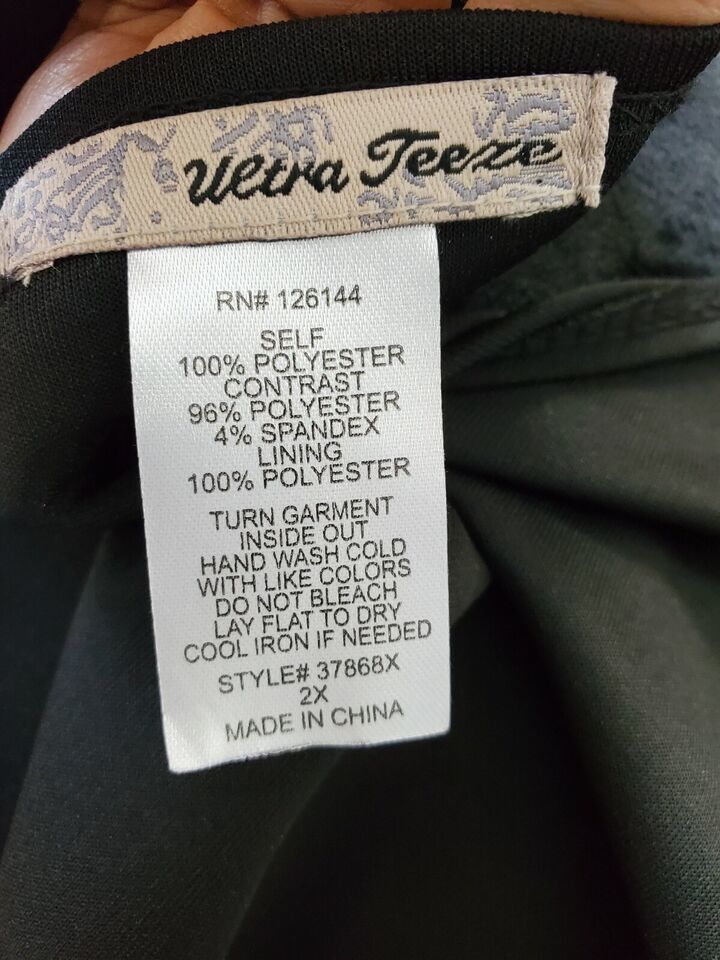 Ultra Teeze
RN# 126144
SELF
100% POLYESTER
CONTRAST
96% POLYESTER
4% SPANDEX
LINING
100% POLYESTER
TURN GARMENT
INSIDE OUT
HAND WASH COLD
WITH LIKE COLORS
DO NOT BLEACH
LAY FLAT TO DRY
COOL IRON IF NEEDED
STYLE# 37868X
2X
MADE IN CHINA